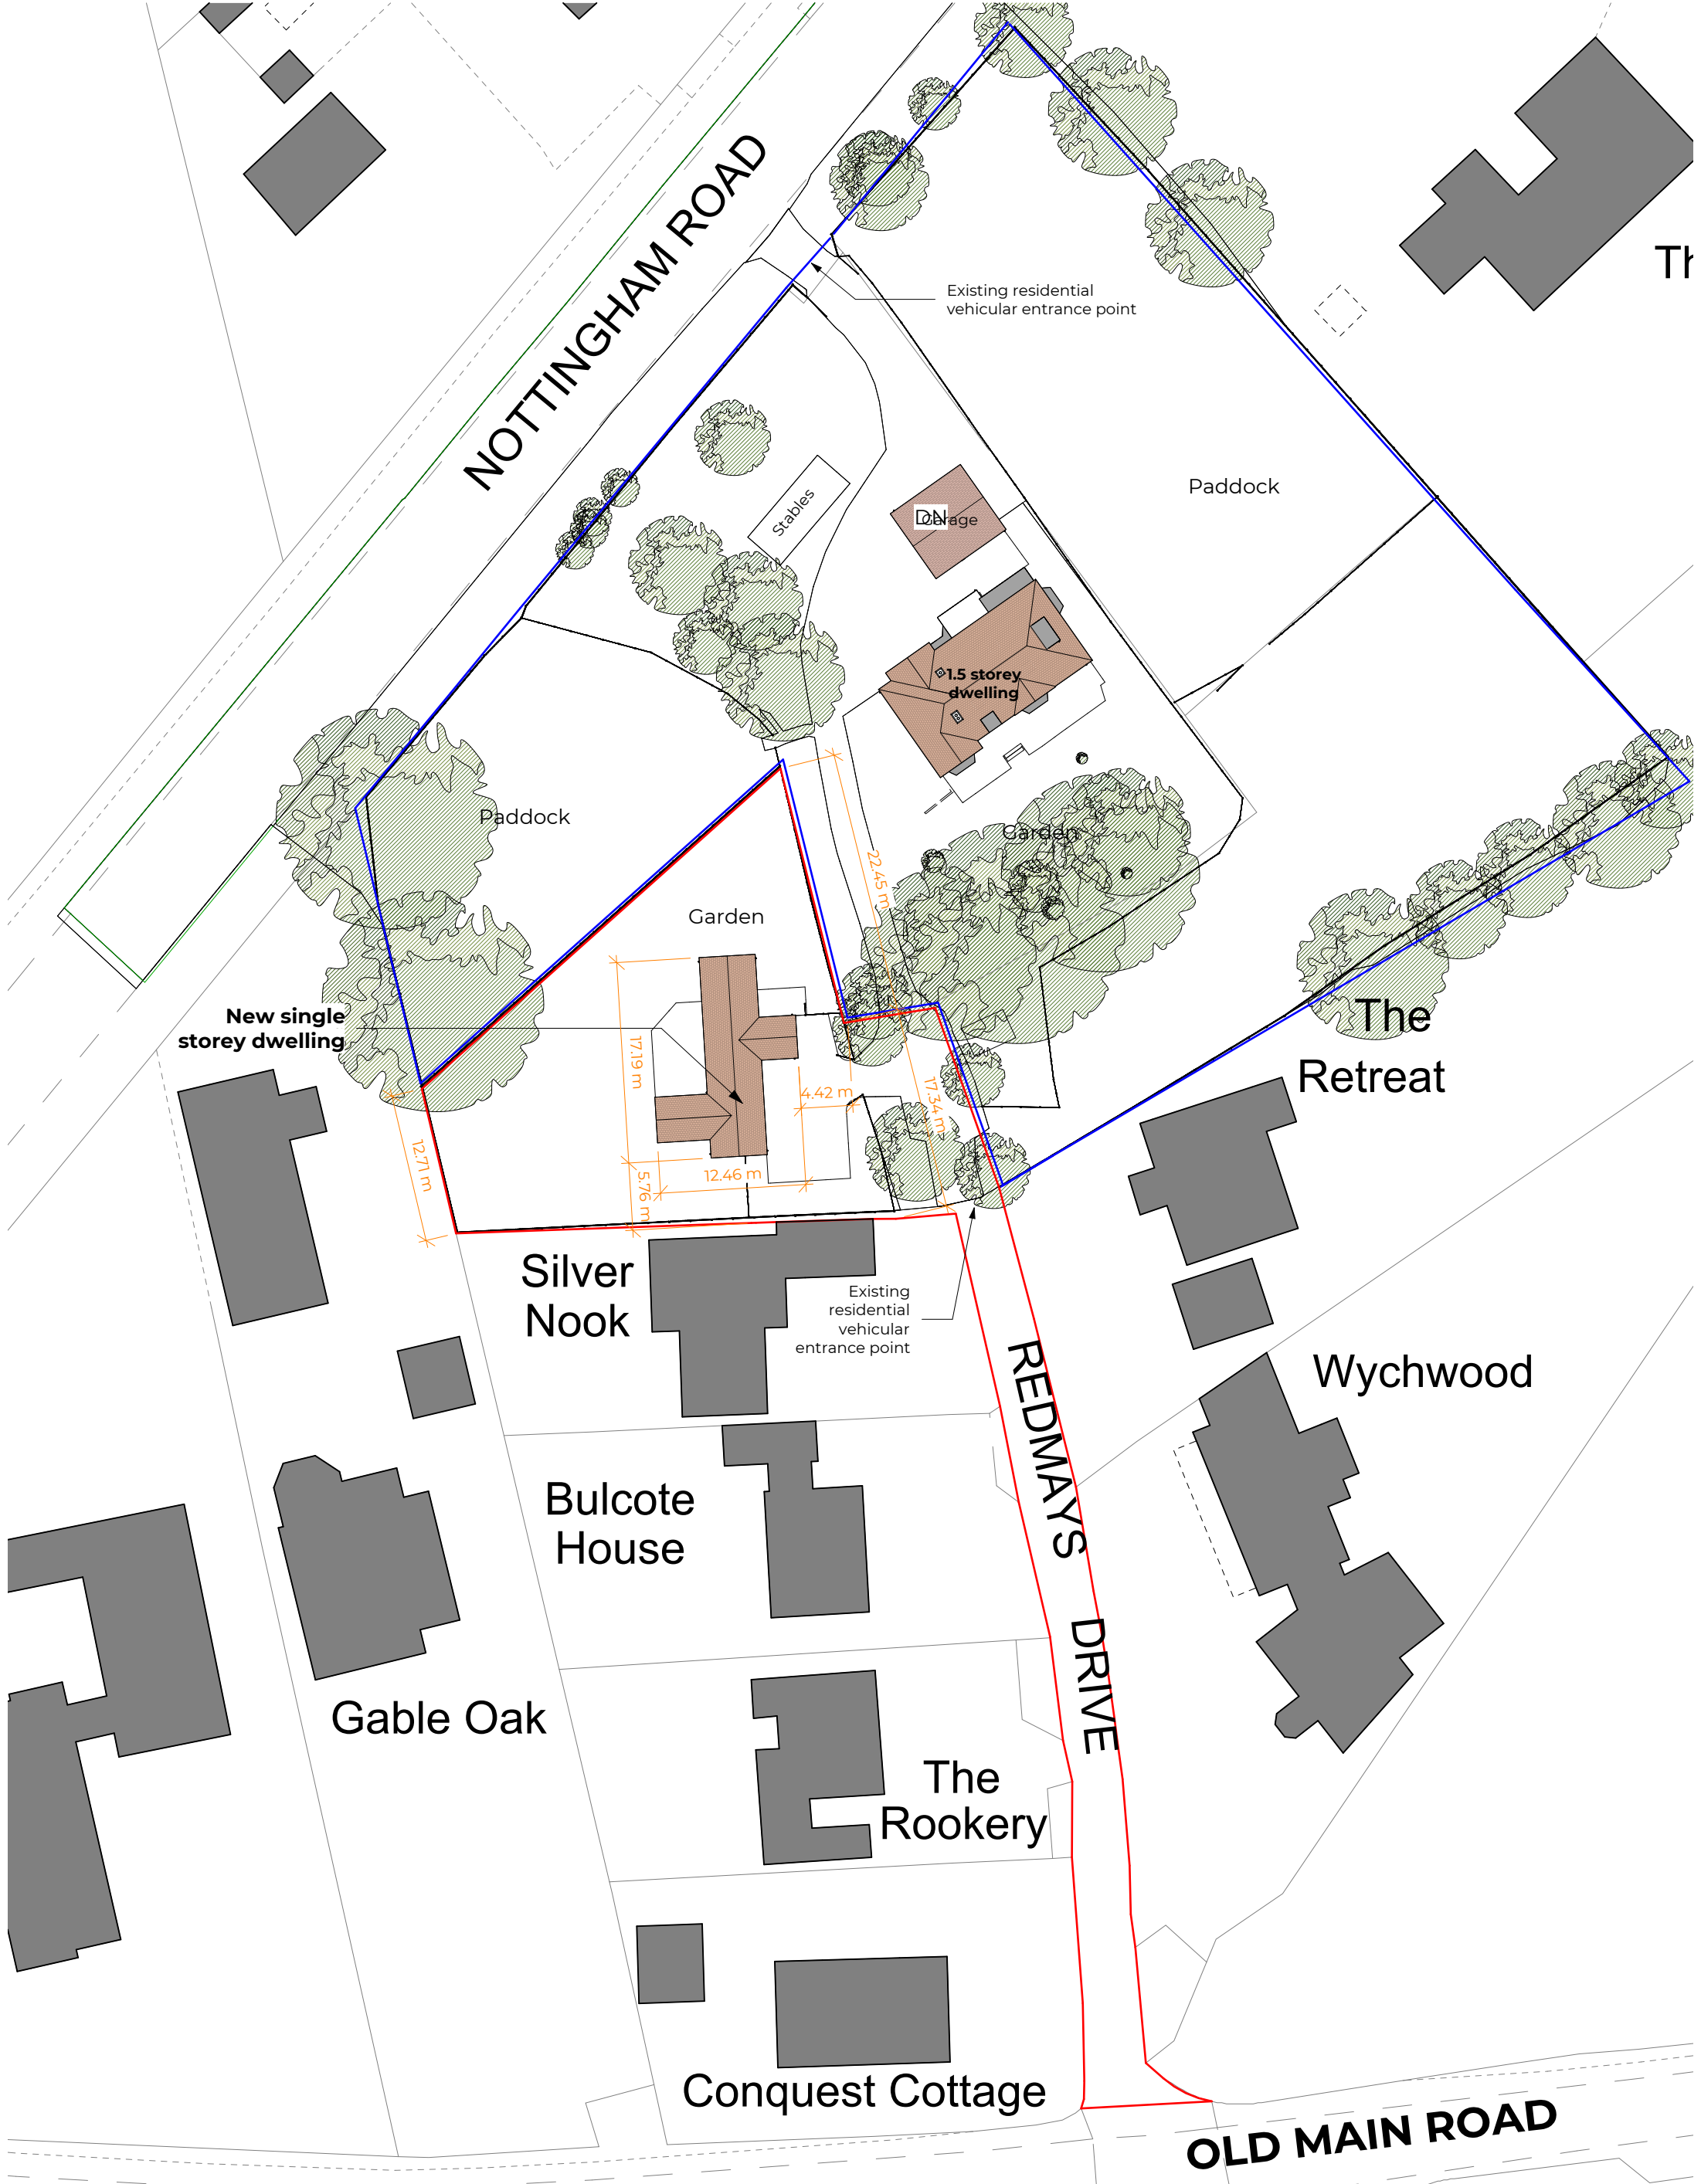 NOTTINGHAM ROAD
Th
Existing residential
vehicular entrance point
Paddock
Stables
DN
Garage
1.5 storey
dwelling
Paddock
Garden
22.45 m
Garden
New single
storey dwelling
The
Retreat
17.19 m
4.42 m
17.34 m
12.71 m
12.46 m
5.76 m
Silver
Nook
Existing
residential
vehicular
entrance point
REDMAYS DRIVE
Wychwood
Bulcote
House
Gable Oak
The
Rookery
Conquest Cottage
OLD MAIN ROAD